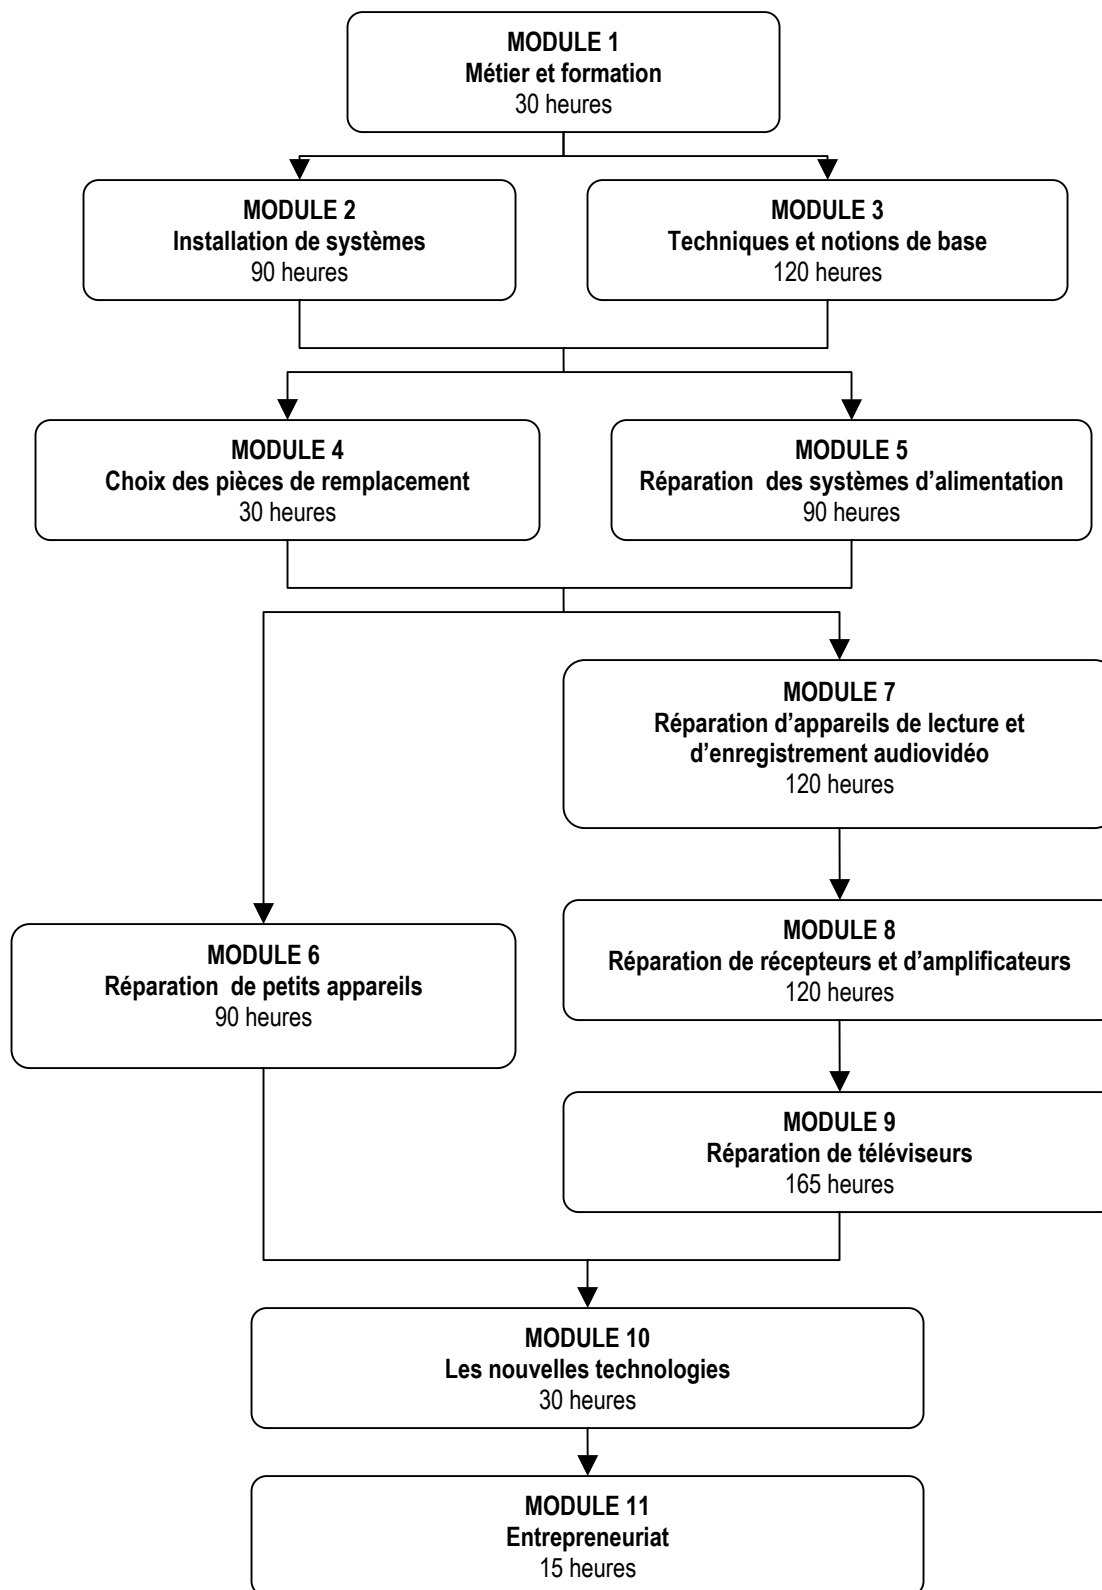 MODULE 1
Métier et formation
30 heures
MODULE 2
Installation de systèmes
90 heures
MODULE 3
Techniques et notions de base
120 heures
MODULE 4
Choix des pièces de remplacement
30 heures
MODULE 5
Réparation des systèmes d’alimentation
90 heures
MODULE 7
Réparation d’appareils de lecture et
d’enregistrement audiovidéo
120 heures
MODULE 6
Réparation de petits appareils
90 heures
MODULE 8
Réparation de récepteurs et d’amplificateurs
120 heures
MODULE 9
Réparation de téléviseurs
165 heures
MODULE 10
Les nouvelles technologies
30 heures
MODULE 11
Entrepreneuriat
15 heures